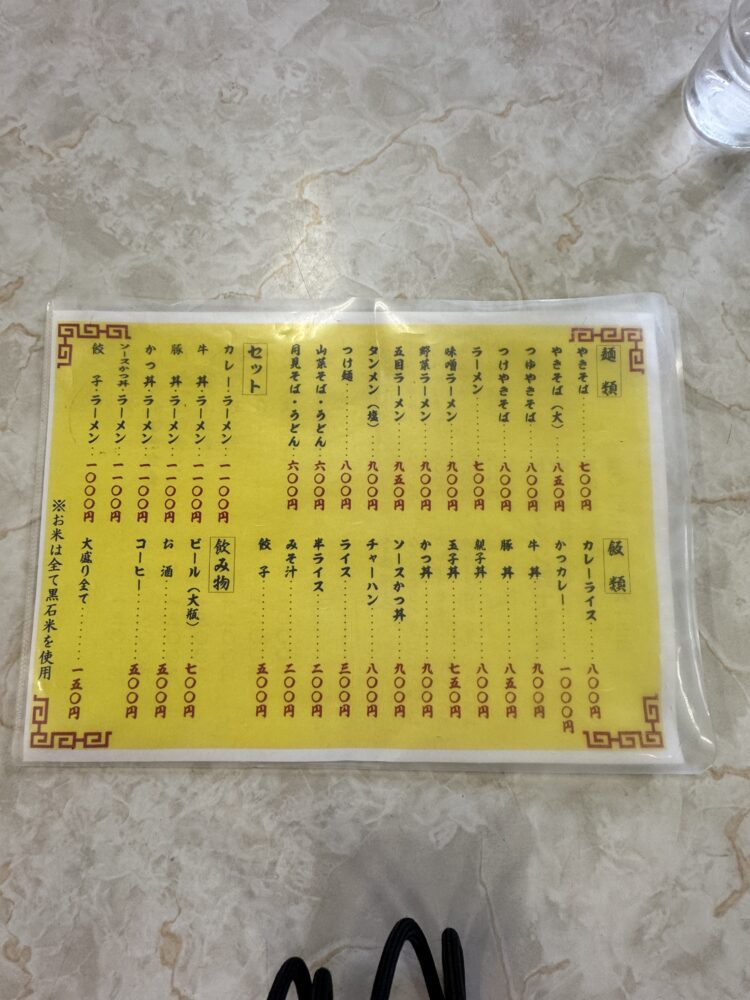 麺類
やきそば 七〇〇円
やきそば（大） 八五〇円
つゆやきそば 八〇〇円
つけやきそば 八〇〇円
ラーメン 七〇〇円
味噌ラーメン 九〇〇円
野菜ラーメン 九〇〇円
五目ラーメン 九五〇円
タンメン（塩） 九〇〇円
つけ麺 八〇〇円
山菜そば・うどん 六〇〇円
月見そば・うどん 六〇〇円
セット
カレー・ラーメン 一一〇〇円
牛丼・ラーメン 一一〇〇円
豚丼・ラーメン 一一〇〇円
かつ丼・ラーメン 一一〇〇円
ソースかつ丼・ラーメン 一一〇〇円
餃子・ラーメン 一〇〇〇円
飯類
カレーライス 八〇〇円
かつカレー 一〇〇〇円
牛丼 九〇〇円
豚丼 八五〇円
親子丼 八〇〇円
玉子丼 七五〇円
かつ丼 九〇〇円
ソースかつ丼 九〇〇円
チャーハン 八〇〇円
ライス 三〇〇円
半ライス 二〇〇円
みそ汁 二〇〇円
餃子 五〇〇円
飲み物
ビール（大瓶） 七〇〇円
お酒 五〇〇円
コーヒー 五〇〇円
大盛り全て 一五〇円
※お米は全て黒石米を使用